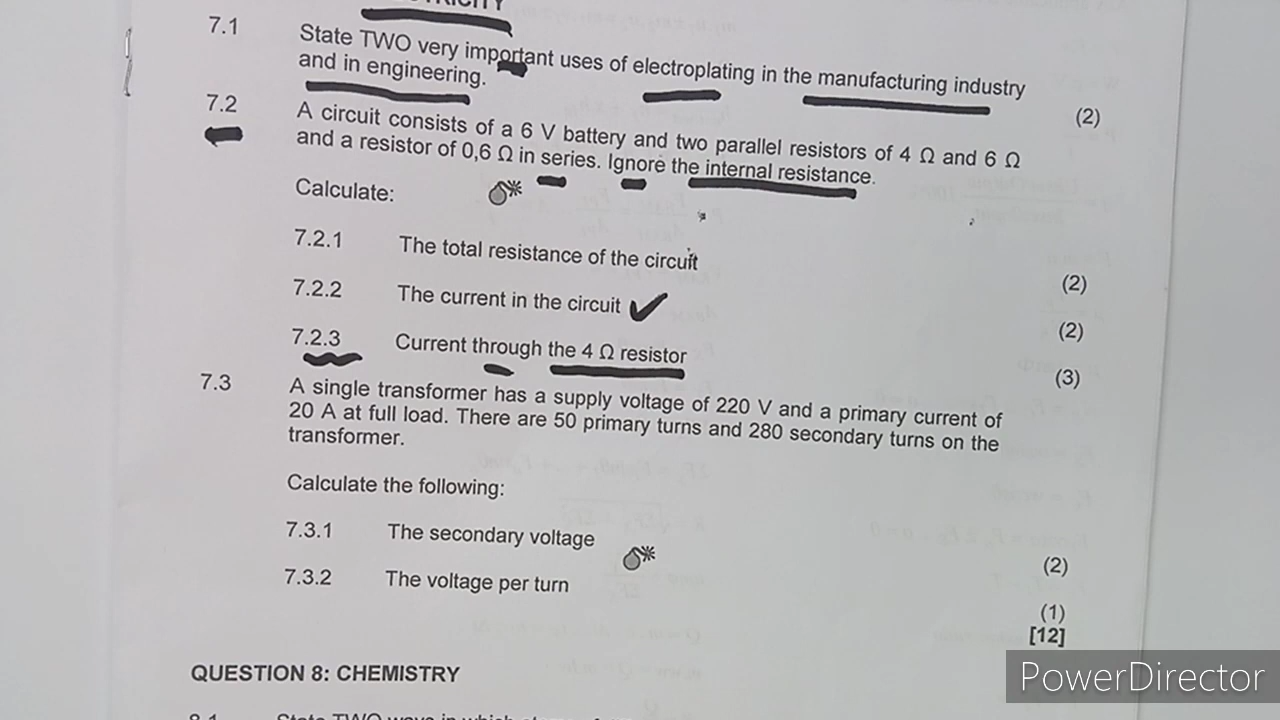 7.1 State TWO very important uses of electroplating in the manufacturing industry
and in engineering. (2)
7.2 A circuit consists of a 6 V battery and two parallel resistors of 4 Ω and 6 Ω
and a resistor of 0,6 Ω in series. Ignore the internal resistance.
Calculate:
7.2.1 The total resistance of the circuit (2)
7.2.2 The current in the circuit (2)
7.2.3 Current through the 4 Ω resistor (3)
7.3 A single transformer has a supply voltage of 220 V and a primary current of
20 A at full load. There are 50 primary turns and 280 secondary turns on the
transformer.
Calculate the following:
7.3.1 The secondary voltage (2)
7.3.2 The voltage per turn (1)
[12]
QUESTION 8: CHEMISTRY
PowerDirector